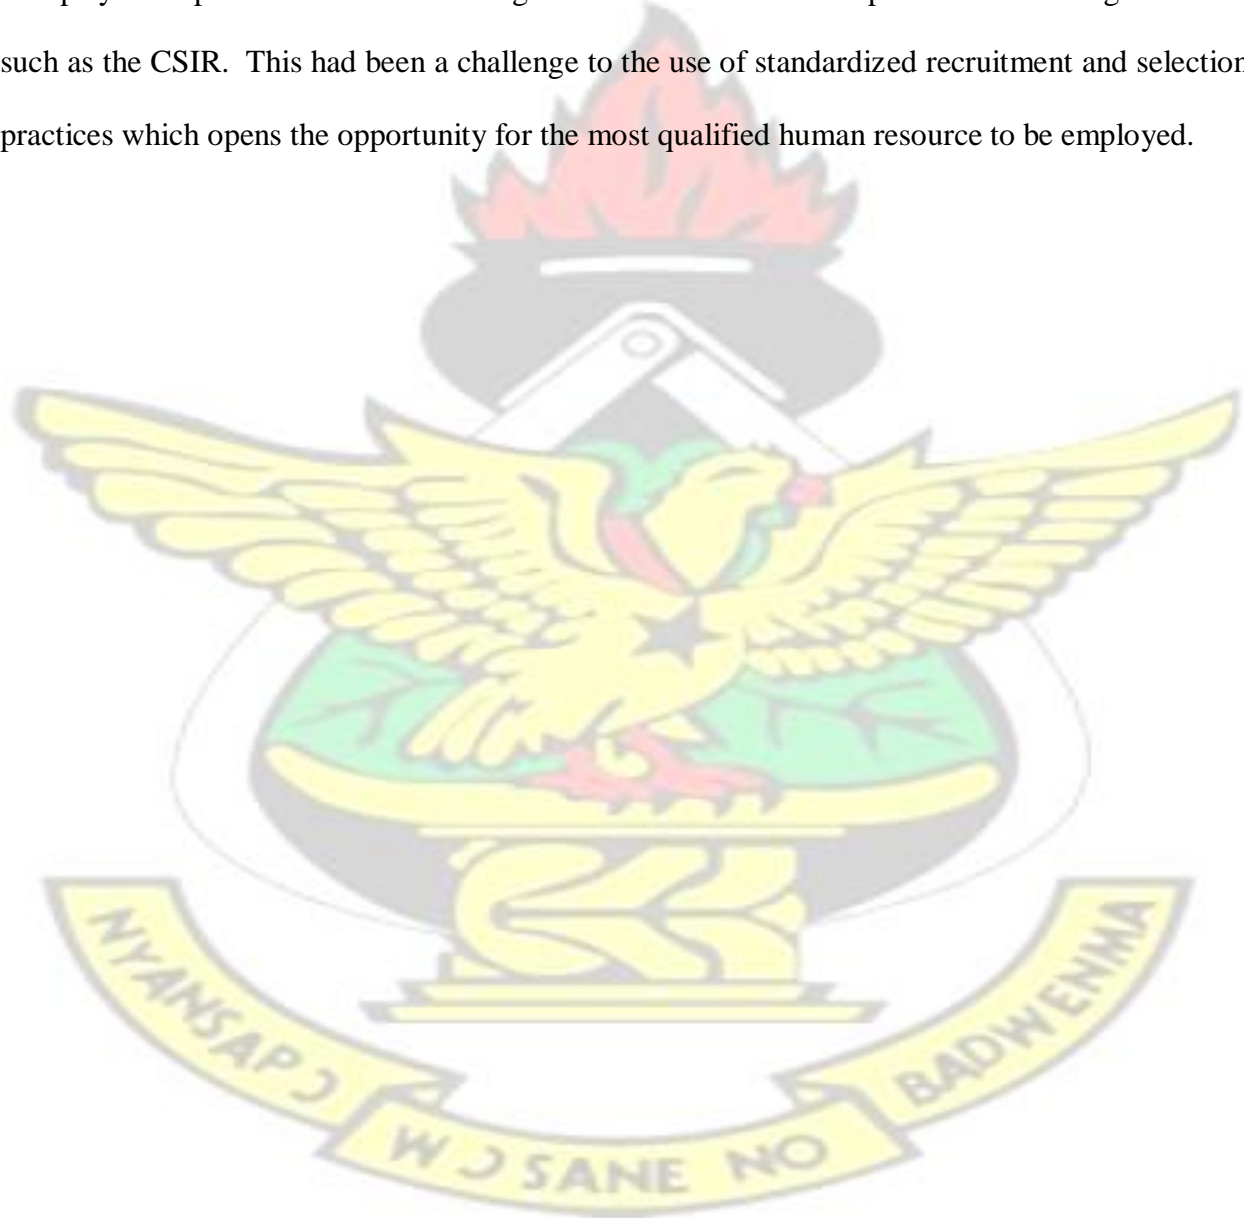 such as the CSIR. This had been a challenge to the use of standardized recruitment and selection
practices which opens the opportunity for the most qualified human resource to be employed.
NYANSAPƆ
WƆ SANE NO
BADWENMA